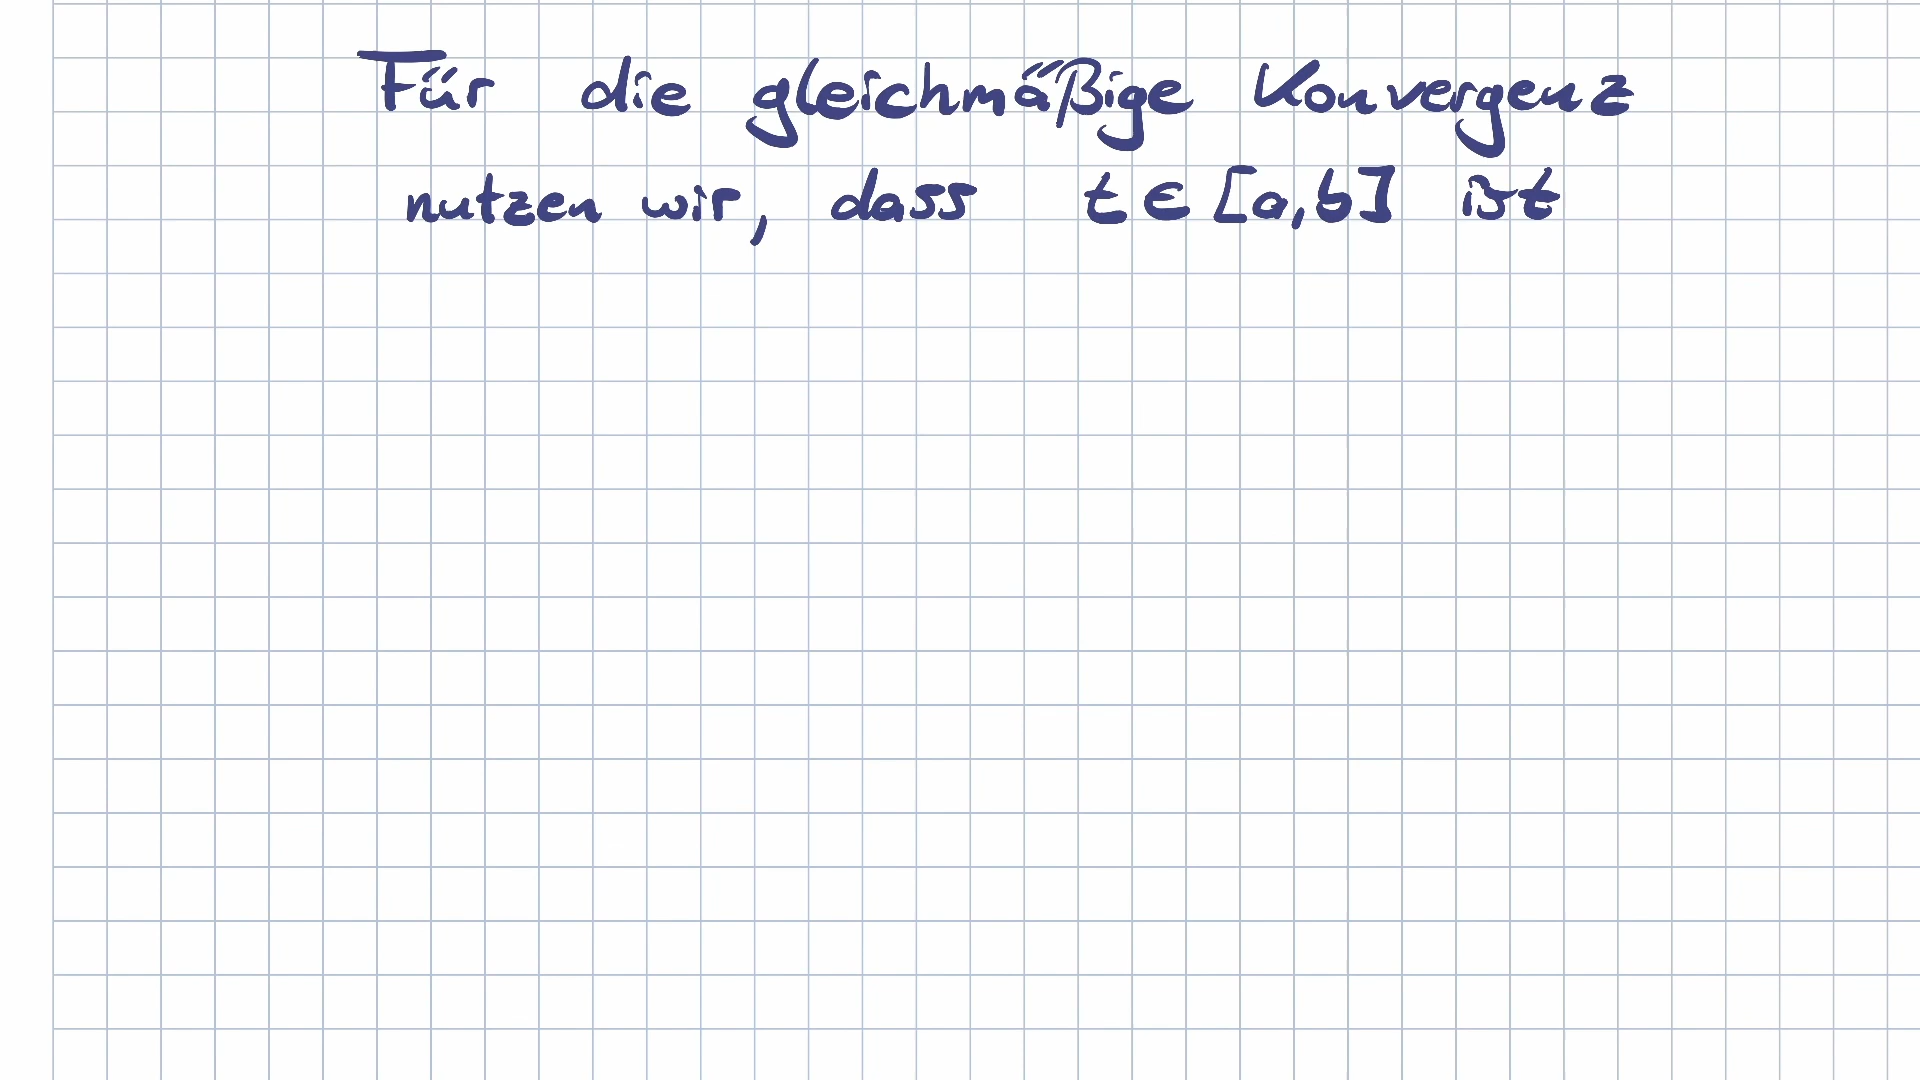 Für die gleichmäßige Konvergenz
nutzen wir, dass t ∈ [a,b] ist